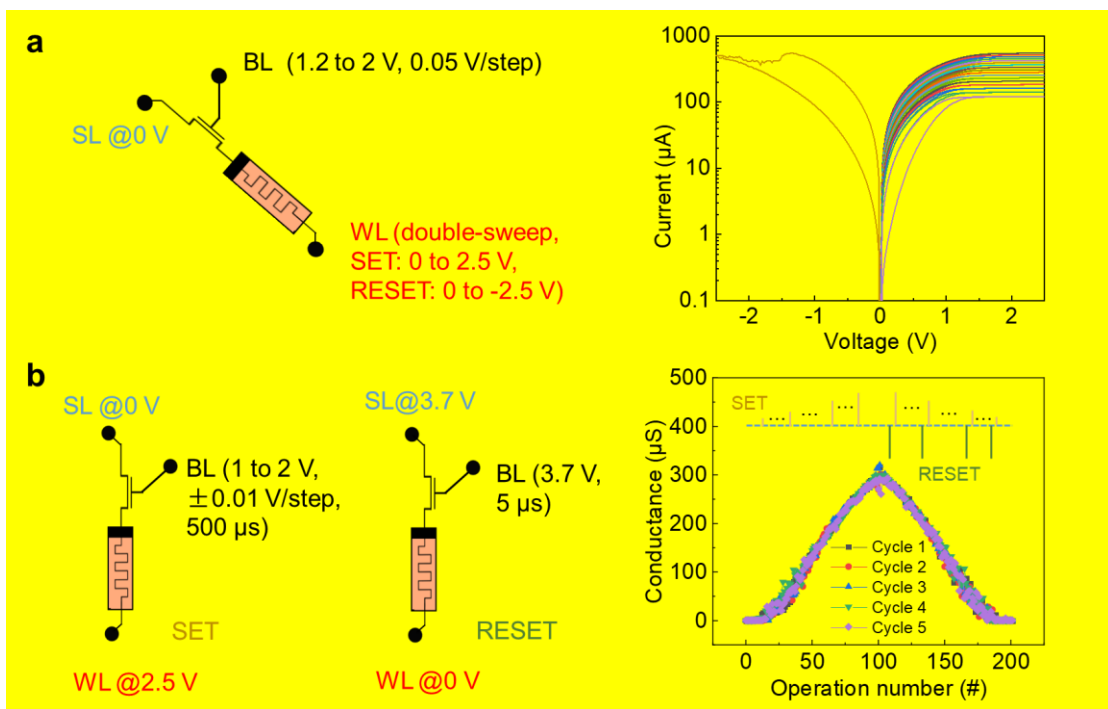 a
BL (1.2 to 2 V, 0.05 V/step)
SL @0 V
WL (double-sweep,
SET: 0 to 2.5 V,
RESET: 0 to -2.5 V)
1000
100
10
1
0.1
Current (µA)
-2 -1 0 1 2
Voltage (V)
b
SL @0 V
BL (1 to 2 V,
±0.01 V/step,
500 µs)
SET
WL@2.5 V
SL@3.7 V
BL (3.7 V,
5 µs)
RESET
WL@0 V
500
400
300
200
100
0
Conductance (µS)
SET
... ... ... ... ...
RESET
Cycle 1
Cycle 2
Cycle 3
Cycle 4
Cycle 5
0 50 100 150 200
Operation number (#)